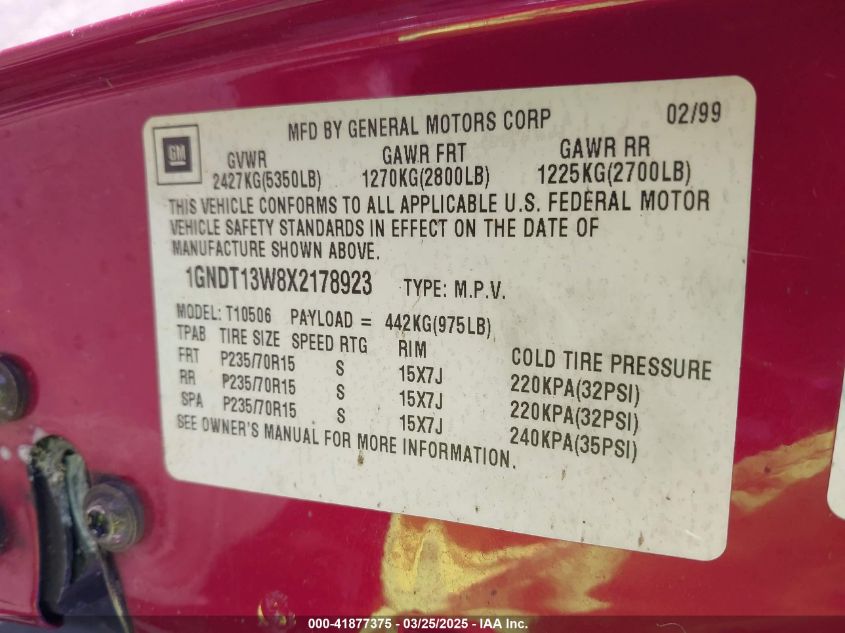 MFD BY GENERAL MOTORS CORP 02/99
GM
GVWR GAWR FRT GAWR RR
2427KG(5350LB) 1270KG(2800LB) 1225KG(2700LB)
THIS VEHICLE CONFORMS TO ALL APPLICABLE U.S. FEDERAL MOTOR
VEHICLE SAFETY STANDARDS IN EFFECT ON THE DATE OF
MANUFACTURE SHOWN ABOVE.
1GNDT13W8X2178923 TYPE: M.P.V.
MODEL: T10506 PAYLOAD = 442KG(975LB)
TPAB TIRE SIZE SPEED RTG RIM COLD TIRE PRESSURE
FRT P235/70R15 S 15X7J 220KPA(32PSI)
RR P235/70R15 S 15X7J 220KPA(32PSI)
SPA P235/70R15 S 15X7J 240KPA(35PSI)
SEE OWNER'S MANUAL FOR MORE INFORMATION.
000-41877375 - 03/25/2025 - IAA Inc.